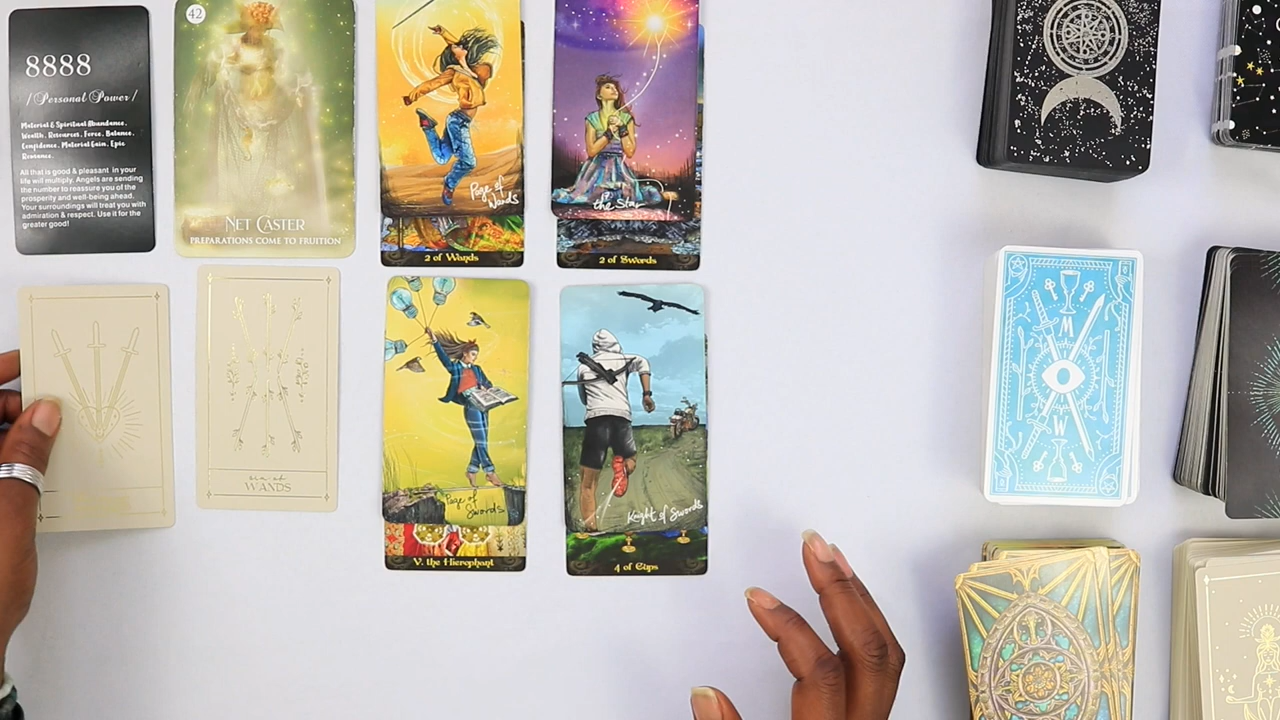 8888
/Personal Power/
Material & Spiritual Abundance,
Wealth, Resources, Force, Balance,
Confidence, Material Gain, Epic
Romance.
All that is good & pleasant in your
life will multiply. Angels are sending
the number to reassure you of the
prosperity and well-being ahead.
Your surroundings will treat you with
admiration & respect. Use it for the
greater good!
42
NET CASTER
PREPARATIONS COME TO FRUITION
Page of
Wands
2 of Wands
the Star
2 of Swords
six of
WANDS
Page of
Swords
V. the Hierophant
Knight of Swords
4 of Cups
M
W